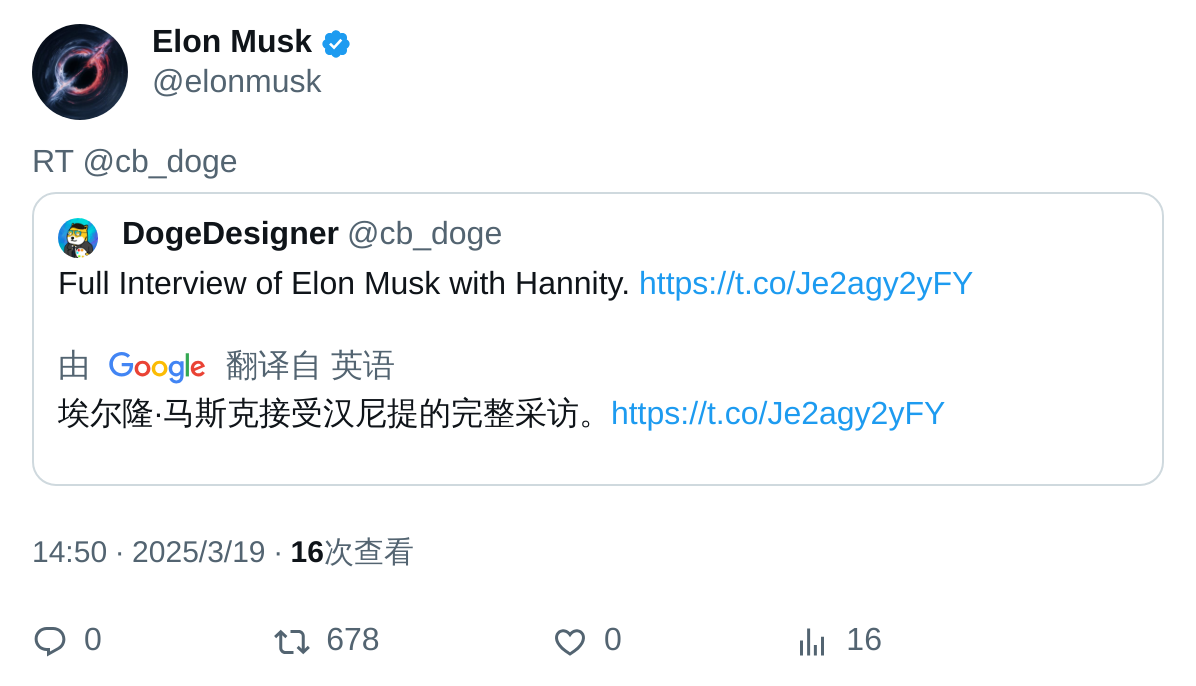 Elon Musk
@elonmusk
RT @cb_doge
DogeDesigner @cb_doge
Full Interview of Elon Musk with Hannity. https://t.co/Je2agy2yFY
由 Google 翻译自 英语
埃尔隆·马斯克接受汉尼提的完整采访。https://t.co/Je2agy2yFY
14:50 · 2025/3/19 · 16次查看
0 678 0 16